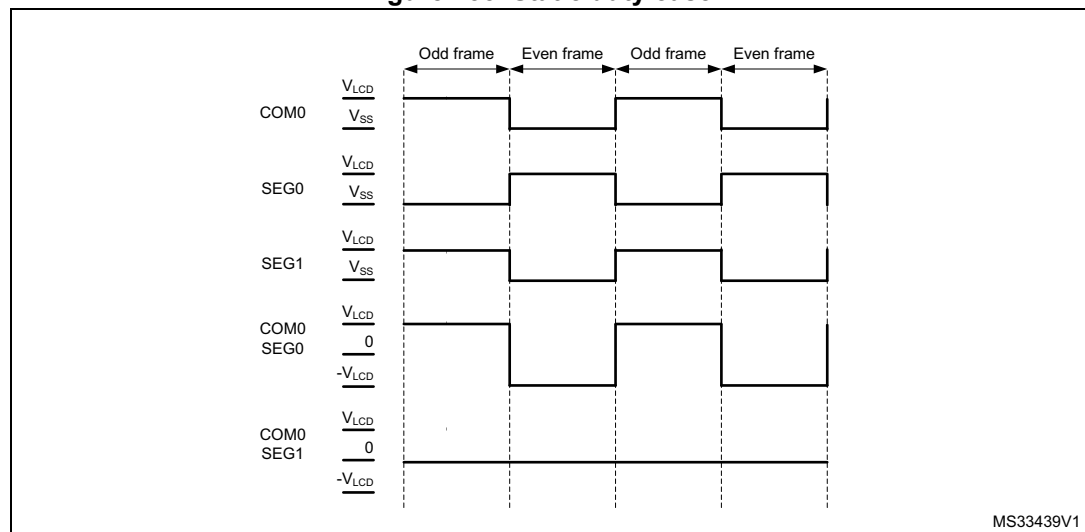 Odd frame Even frame Odd frame Even frame
VLCD
COM0
VSS
VLCD
SEG0
VSS
VLCD
SEG1
VSS
VLCD
COM0
SEG0
0
-VLCD
VLCD
COM0
SEG1
0
-VLCD
MS33439V1